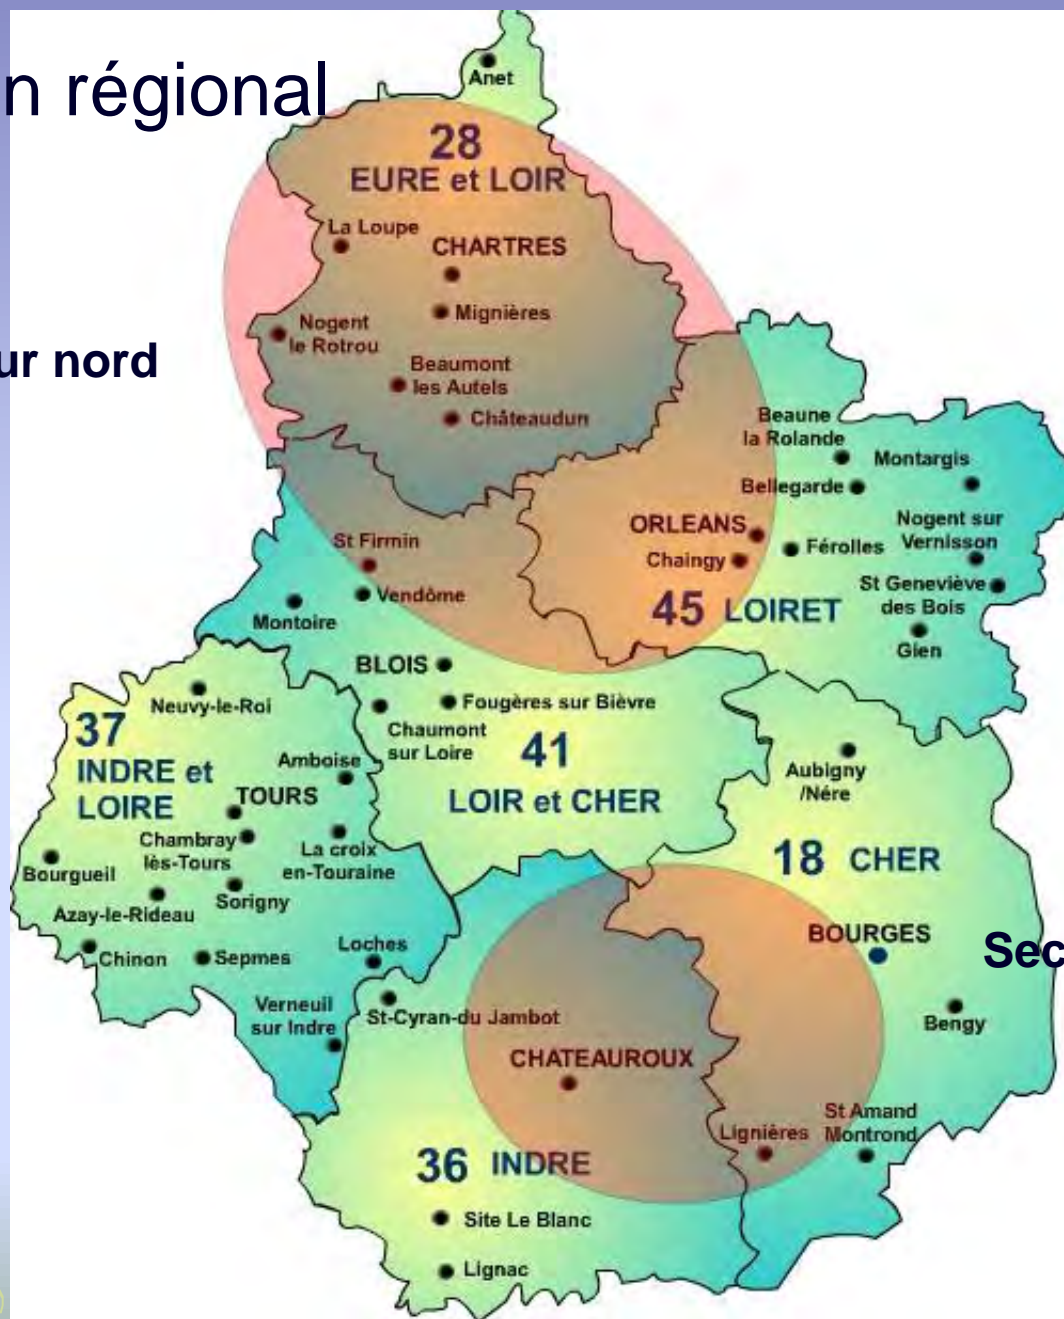 n régional
Anet
28
EURE et LOIR
La Loupe
CHARTRES
Mignières
Nogent
le Rotrou
ur nord
Beaumont
les Autels
Châteaudun
Beaune
la Rolande
Montargis
Bellegarde
ORLEANS
Nogent sur
Vernisson
Férolles
Chaingy
St Firmin
St Geneviève
des Bois
45 LOIRET
Vendôme
Montoire
Gien
BLOIS
Neuvy-le-Roi
Fougères sur Bièvre
Chaumont
sur Loire
37
INDRE et
LOIRE
41
LOIR et CHER
Amboise
TOURS
Aubigny
/Nére
Chambray
lès-Tours
La croix
en-Touraine
Bourgueil
18 CHER
Azay-le-Rideau
Sorigny
BOURGES
Sec
Chinon
Sepmes
Loches
Verneuil
sur Indre
St-Cyran-du Jambot
Bengy
CHATEAUROUX
Lignières
St Amand
Montrond
36 INDRE
Site Le Blanc
Lignac